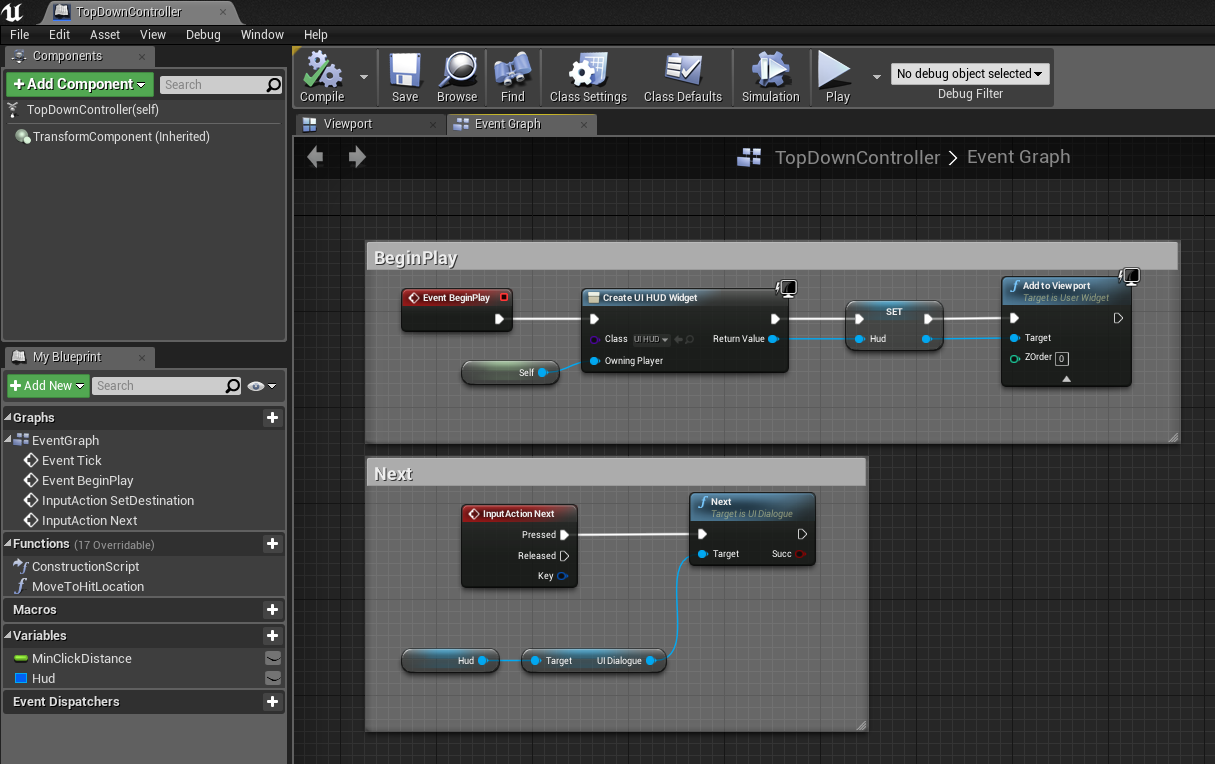 TopDownController
File Edit Asset View Debug Window Help
Components
Add Component
Search
TopDownController(self)
TransformComponent (Inherited)
Compile
Save
Browse
Find
Class Settings
Class Defaults
Simulation
Play
No debug object selected
Debug Filter
Viewport
Event Graph
TopDownController > Event Graph
My Blueprint
Add New
Search
Graphs
EventGraph
Event Tick
Event BeginPlay
InputAction SetDestination
InputAction Next
Functions (17 Overridable)
ConstructionScript
MoveToHitLocation
Macros
Variables
MinClickDistance
Hud
Event Dispatchers
BeginPlay
Event BeginPlay
Self
Create UI HUD Widget
Class UI HUD
Return Value
Owning Player
SET
Hud
Add to Viewport
Target is User Widget
Target
ZOrder 0
Next
InputAction Next
Pressed
Released
Key
Next
Target is UI Dialogue
Target
Succ
Hud
Target
UI Dialogue